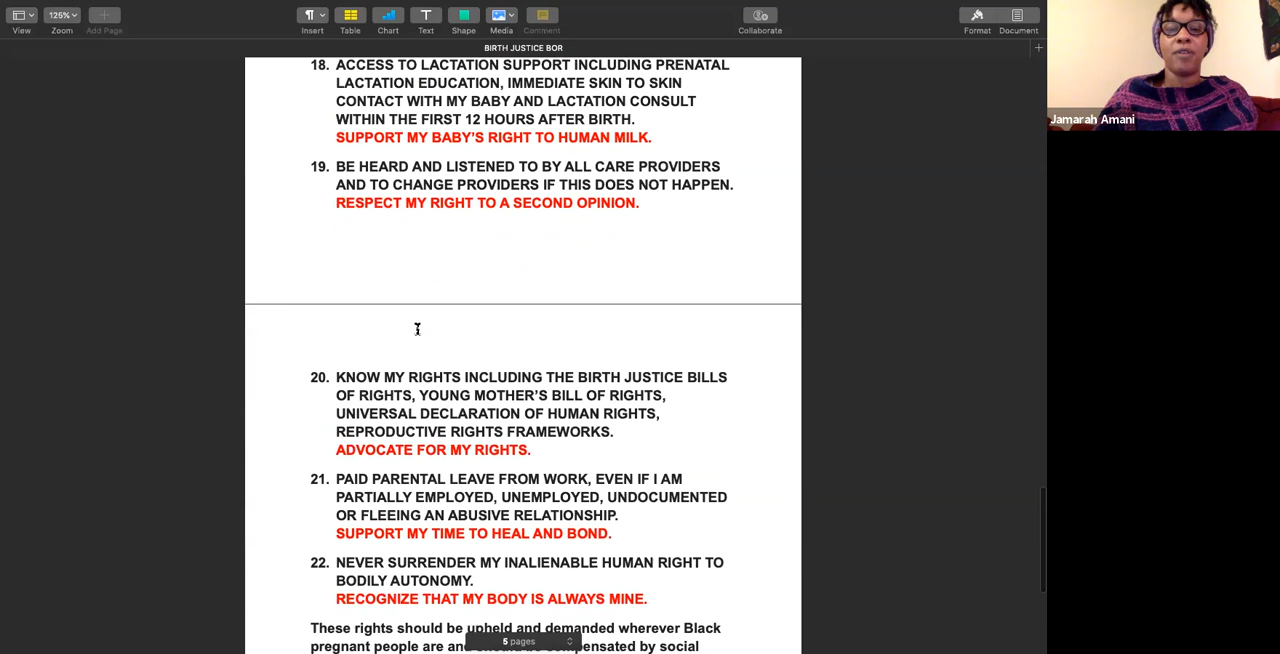 125%
View
Zoom
Add Page
Insert
Table
Chart
Text
Shape
Media
Comment
Collaborate
Format
Document
BIRTH JUSTICE BOR
18. ACCESS TO LACTATION SUPPORT INCLUDING PRENATAL
LACTATION EDUCATION, IMMEDIATE SKIN TO SKIN
CONTACT WITH MY BABY AND LACTATION CONSULT
WITHIN THE FIRST 12 HOURS AFTER BIRTH.
SUPPORT MY BABY'S RIGHT TO HUMAN MILK.
19. BE HEARD AND LISTENED TO BY ALL CARE PROVIDERS
AND TO CHANGE PROVIDERS IF THIS DOES NOT HAPPEN.
RESPECT MY RIGHT TO A SECOND OPINION.
20. KNOW MY RIGHTS INCLUDING THE BIRTH JUSTICE BILLS
OF RIGHTS, YOUNG MOTHER'S BILL OF RIGHTS,
UNIVERSAL DECLARATION OF HUMAN RIGHTS,
REPRODUCTIVE RIGHTS FRAMEWORKS.
ADVOCATE FOR MY RIGHTS.
21. PAID PARENTAL LEAVE FROM WORK, EVEN IF I AM
PARTIALLY EMPLOYED, UNEMPLOYED, UNDOCUMENTED
OR FLEEING AN ABUSIVE RELATIONSHIP.
SUPPORT MY TIME TO HEAL AND BOND.
22. NEVER SURRENDER MY INALIENABLE HUMAN RIGHT TO
BODILY AUTONOMY.
RECOGNIZE THAT MY BODY IS ALWAYS MINE.
These rights should be upheld and demanded wherever Black
pregnant people are and should be compensated by social
5 pages
Jamarah Amani